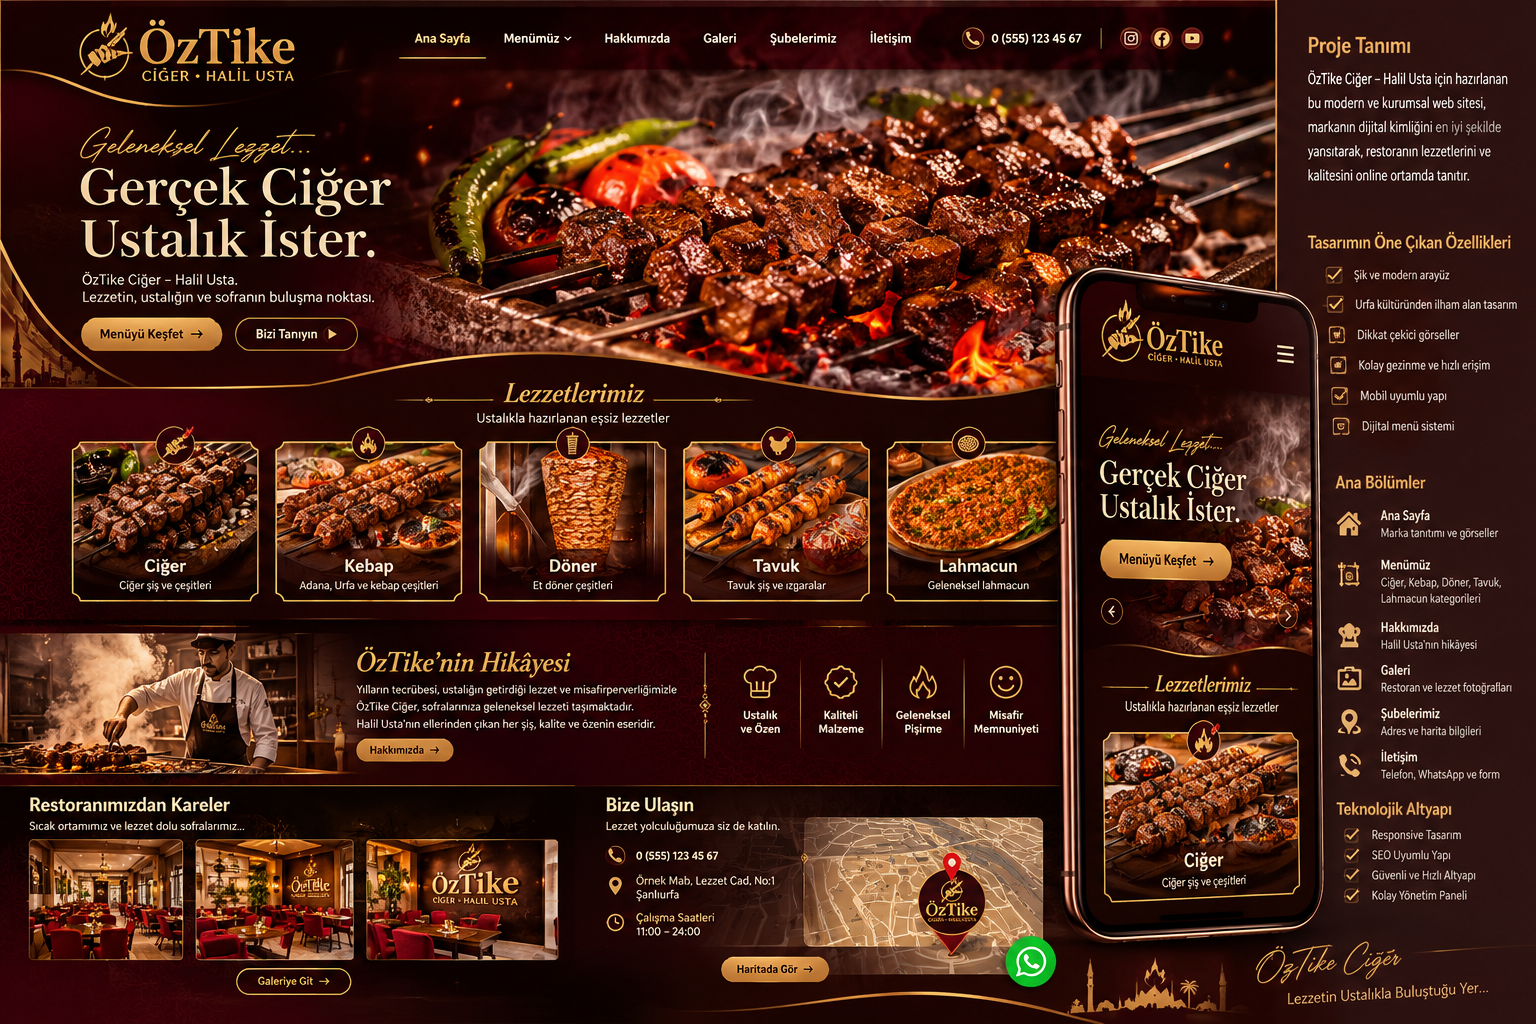 ÖzTike
CİĞER • HALİL USTA
Ana Sayfa
Menümüz
Hakkımızda
Galeri
Şubelerimiz
İletişim
0 (555) 123 45 67
Geleneksel Lezzet...
Gerçek Ciğer
Ustalık İster.
ÖzTike Ciğer – Halil Usta.
Lezzetin, ustalığın ve sofranın buluşma noktası.
Menüyü Keşfet →
Bizi Tanıyın
Lezzetlerimiz
Ustalıkla hazırlanan eşsiz lezzetler
Ciğer
Ciğer şiş ve çeşitleri
Kebap
Adana, Urfa ve kebap çeşitleri
Döner
Et döner çeşitleri
Tavuk
Tavuk şiş ve ızgaralar
Lahmacun
Geleneksel lahmacun
ÖzTike'nin Hikâyesi
Yılların tecrübesi, ustalığın getirdiği lezzet ve misafirperverliğimizle
ÖzTike Ciğer, sofralarınıza geleneksel lezzeti taşımaktadır.
Halil Usta'nın ellerinden çıkan her şiş, kalite ve özenin eseridir.
Hakkımızda →
Ustalık
ve Özen
Kaliteli
Malzeme
Geleneksel
Pişirme
Misafir
Memnuniyeti
Restoranımızdan Kareler
Sıcak ortamımız ve lezzet dolu sofralarımız...
ÖzTike
CİĞER • HALİL USTA
Galeriye Git →
Bize Ulaşın
Lezzet yolculuğumuza siz de katılın.
0 (555) 123 45 67
Örnek Mab, Lezzet Cad, No:1
Şanlıurfa
Çalışma Saatleri
11:00 – 24:00
Haritada Gör →
ÖzTike
ÖzTike
CİĞER • HALİL USTA
Geleneksel Lezzet....
Gerçek Ciğer
Ustalık İster.
Menüyü Keşfet →
Lezzetlerimiz
Ustalıkla hazırlanan eşsiz lezzetler
Ciğer
Ciğer şiş ve çeşitleri
Proje Tanımı
ÖzTike Ciğer – Halil Usta için hazırlanan
bu modern ve kurumsal web sitesi,
markanın dijital kimliğini en iyi şekilde
yansıtarak, restoranın lezzetlerini ve
kalitesini online ortamda tanıtır.
Tasarımın Öne Çıkan Özellikleri
Şık ve modern arayüz
Urfa kültüründen ilham alan tasarım
Dikkat çekici görseller
Kolay gezinme ve hızlı erişim
Mobil uyumlu yapı
Dijital menü sistemi
Ana Bölümler
Ana Sayfa
Marka tanıtımı ve görseller
Menümüz
Ciğer, Kebap, Döner, Tavuk,
Lahmacun kategorileri
Hakkımızda
Halil Usta'nın hikâyesi
Galeri
Restoran ve lezzet fotoğrafları
Şubelerimiz
Adres ve harita bilgileri
İletişim
Telefon, WhatsApp ve form
Teknolojik Altyapı
Responsive Tasarım
SEO Uyumlu Yapı
Güvenli ve Hızlı Altyapı
Kolay Yönetim Paneli
ÖzTike Ciğer
Lezzetin Ustalıkla Buluştuğu Yer...